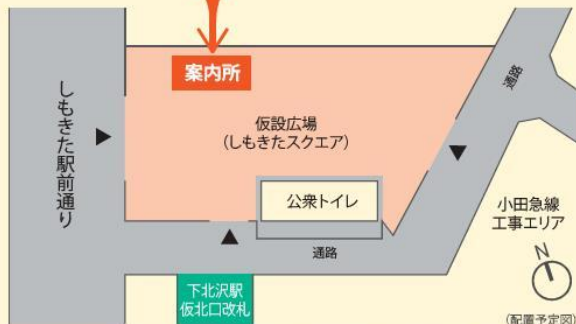 案内所
しもきた駅前通り
仮設広場
(しもきたスクエア)
通路
公衆トイレ
通路
小田急線
工事エリア
N
下北沢駅
仮北口改札
(配置予定図)